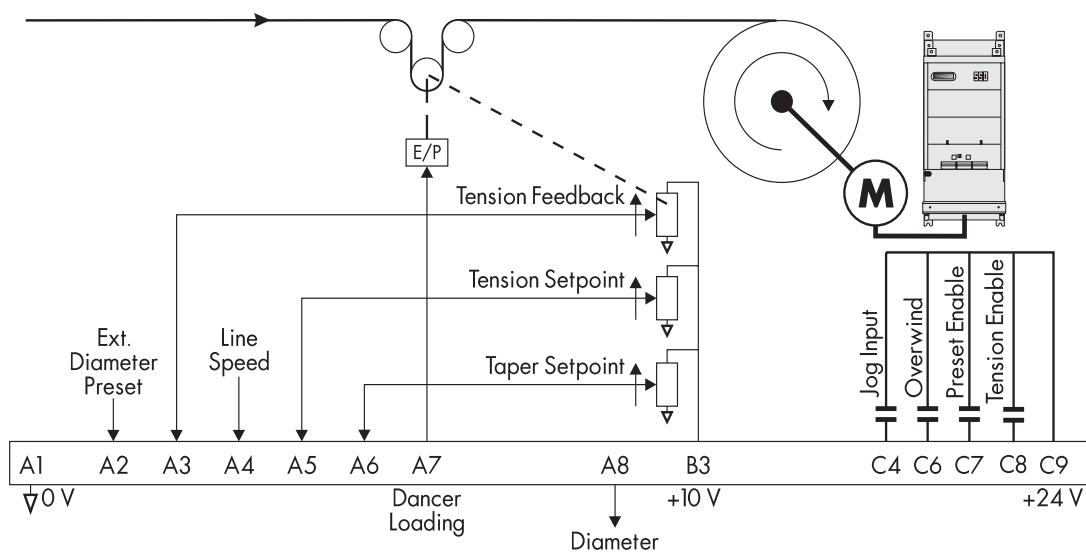 550
E/P
M
Tension Feedback
Tension Setpoint
Taper Setpoint
Ext.
Diameter
Preset
Line
Speed
Jog Input
Overwind
Preset Enable
Tension Enable
A1 A2 A3 A4 A5 A6 A7 A8 B3 C4 C6 C7 C8 C9
0 V
Dancer
Loading
+10 V
+24 V
Diameter